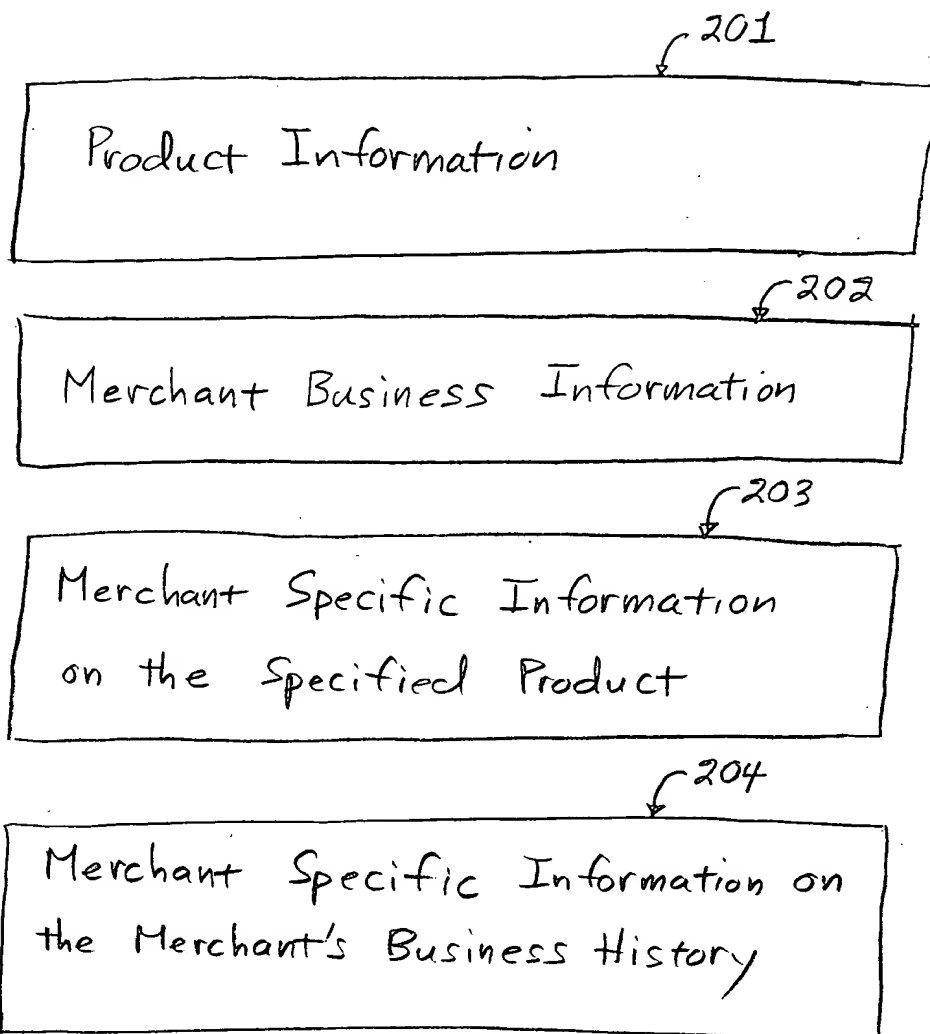 201
Product Information
202
Merchant Business Information
203
Merchant Specific Information
on the Specified Product
204
Merchant Specific Information on
the Merchant's Business History